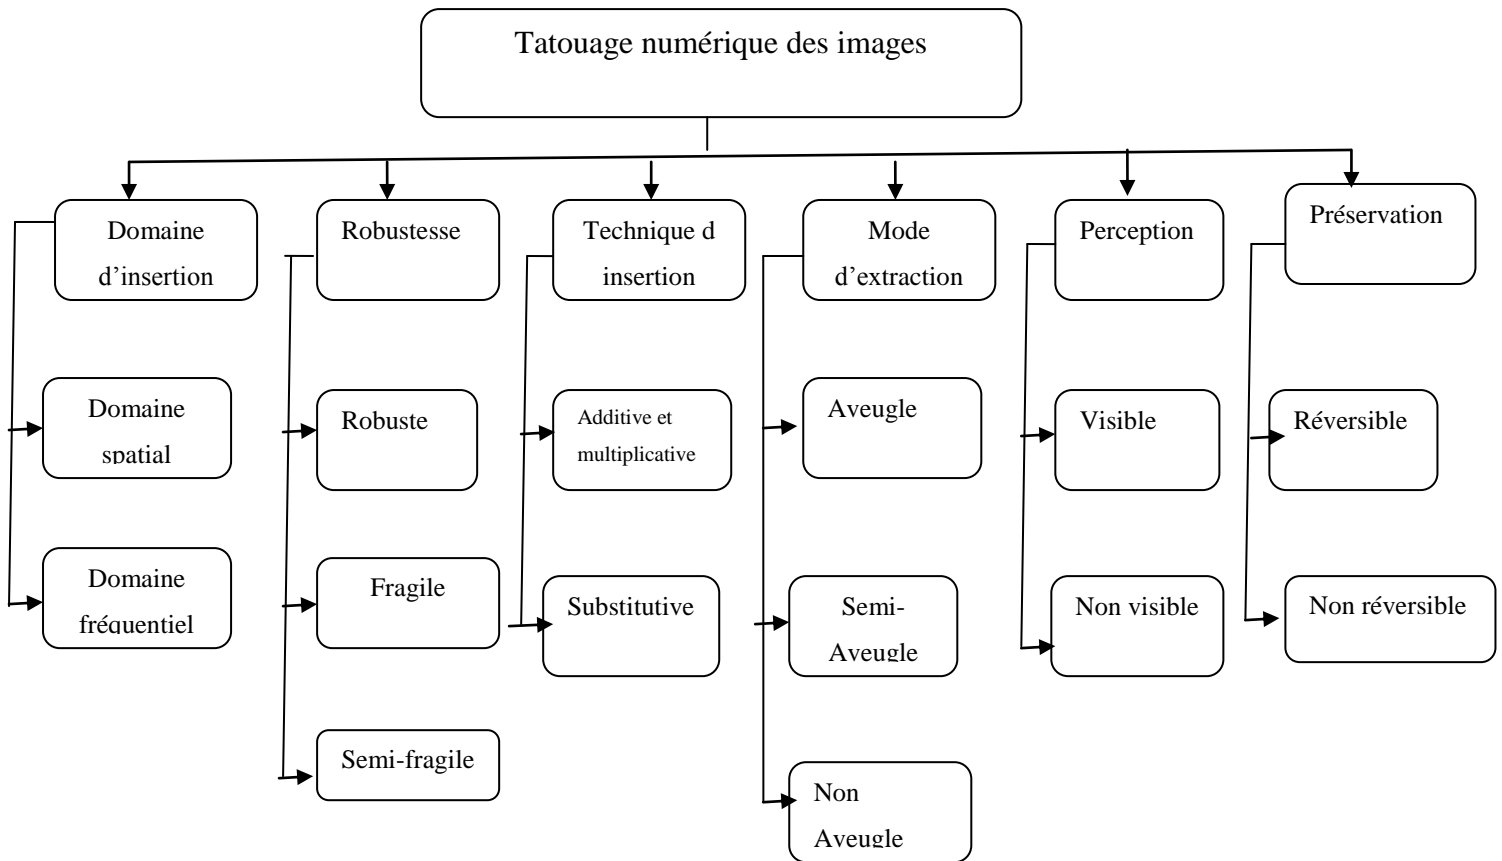 Tatouage numérique des images
Domaine
d’insertion
Robustesse
Technique d
insertion
Mode
d’extraction
Perception
Préservation
Domaine
spatial
Robuste
Additive et
multiplicative
Aveugle
Visible
Réversible
Domaine
fréquentiel
Fragile
Substitutive
Semi-
Aveugle
Non visible
Non réversible
Semi-fragile
Non
Aveugle